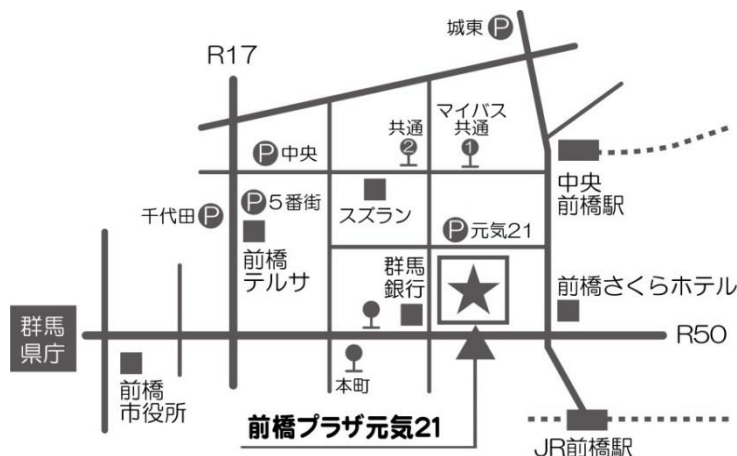 城東 P
R17
マイバス
共通
1
共通
2
P 中央
中央
前橋駅
P 5番街
スズラン
千代田 P
P 元気21
前橋
テルサ
群馬
銀行
前橋さくらホテル
群馬
県庁
R50
前橋
市役所
本町
前橋プラザ元気21
JR前橋駅